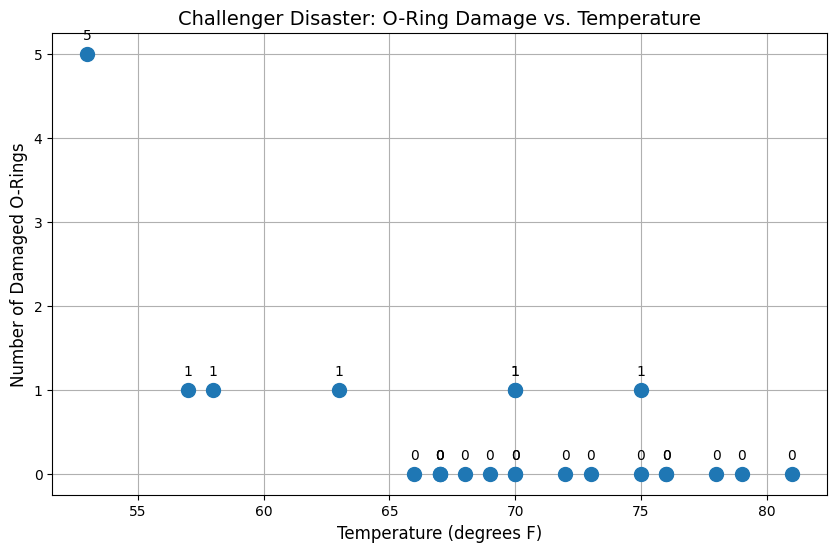 Challenger Disaster: O-Ring Damage vs. Temperature
5
5
4
3
2
1 1 1 1 1
1
0 0 0 0 0 0 0 0 0 0 0 0
0
55 60 65 70 75 80
Number of Damaged O-Rings
Temperature (degrees F)